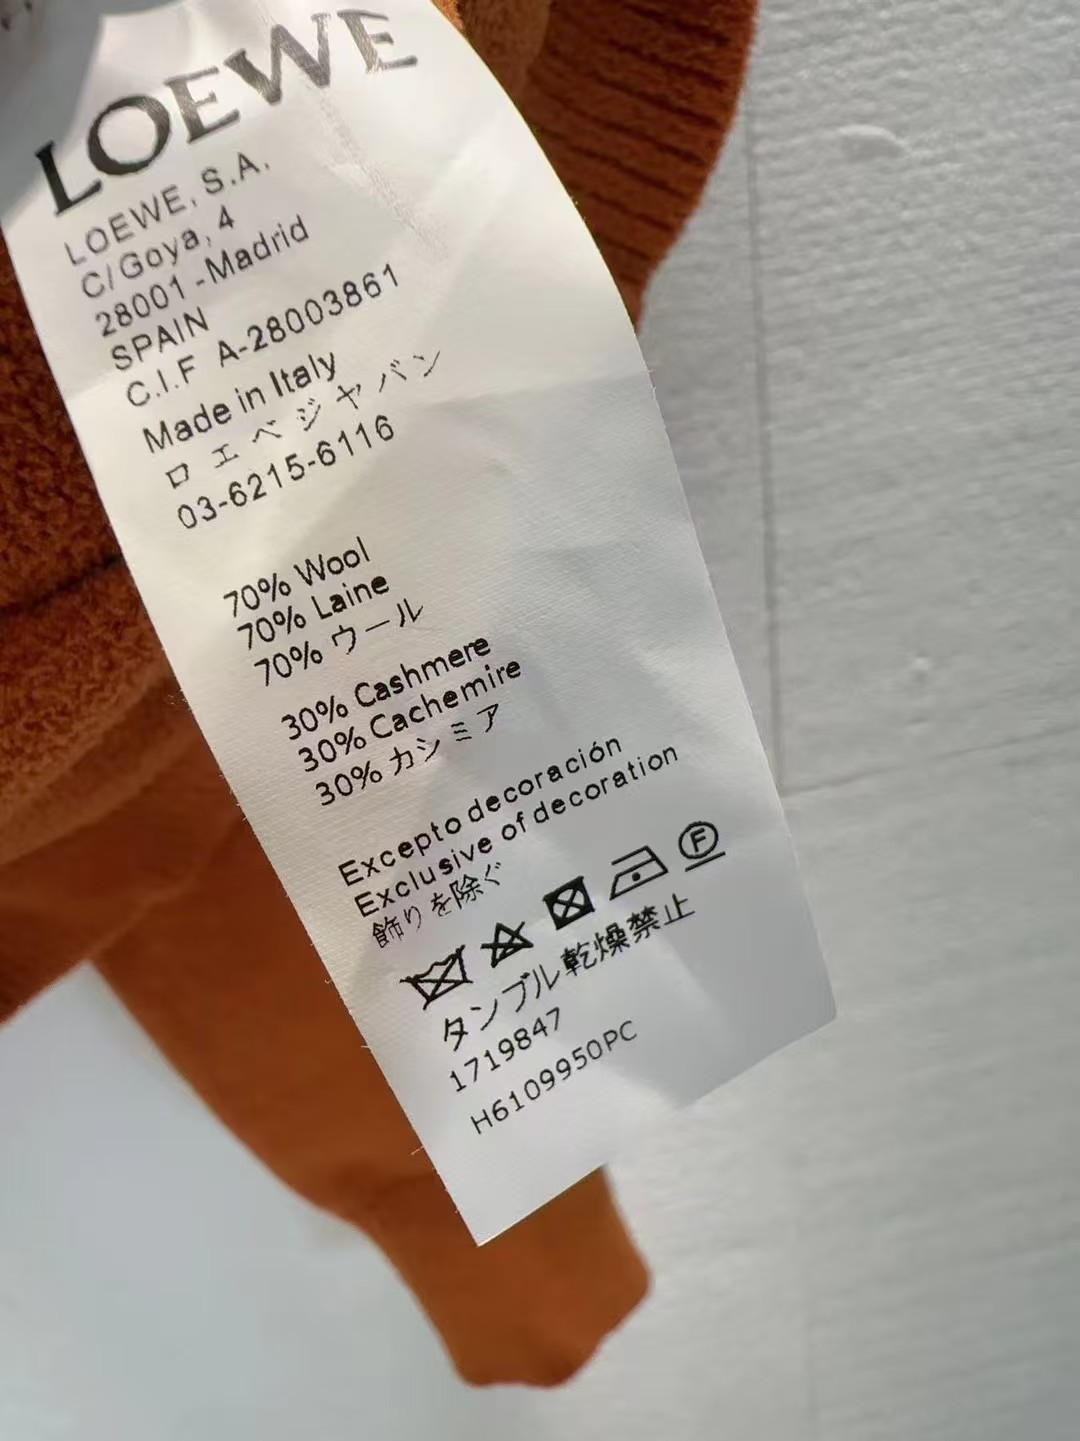 LOEWE
LOEWE, S.A.
C/Goya, 4
28001 -Madrid
SPAIN
C.I.F A-28003861
Made in Italy
ロエベジャパン
03-6215-6116
70% Wool
70% Laine
70% ウール
30% Cashmere
30% Cachemire
30% カシミア
Excepto decoración
Exclusive of decoration
飾りを除ぐ
F
タンブル乾燥禁止
1719847
H6109950PC